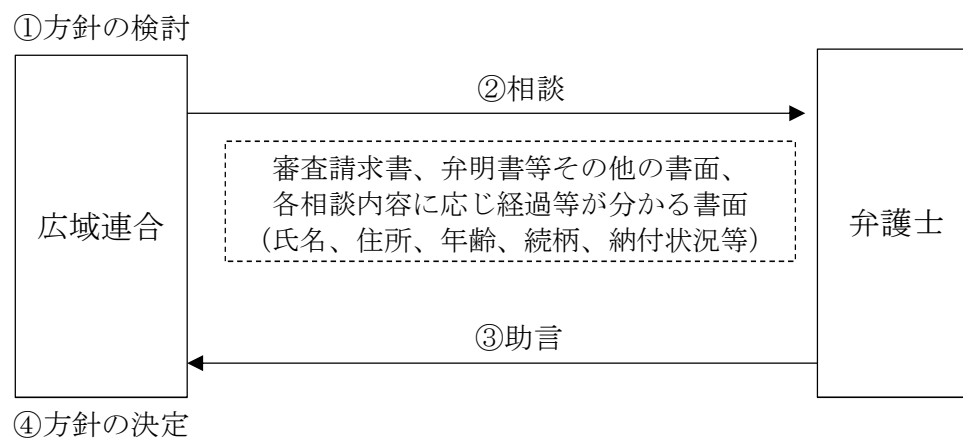 ①方針の検討
②相談
審査請求書、弁明書等その他の書面、
各相談内容に応じ経過等が分かる書面
（氏名、住所、年齢、続柄、納付状況等）
広域連合
弁護士
③助言
④方針の決定